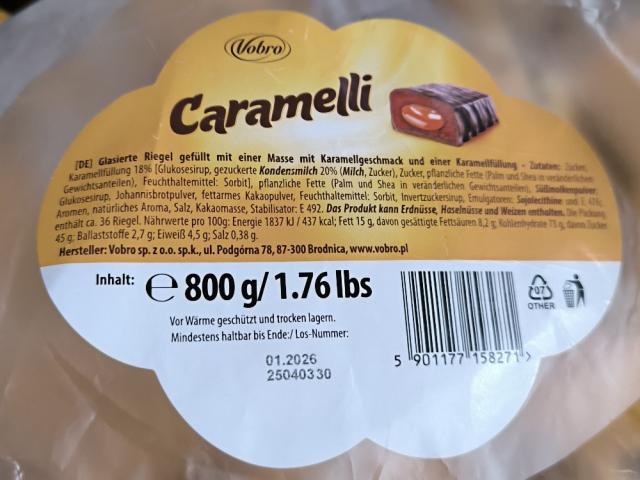 Vobro
Caramelli
[DE] Glasierte Riegel gefüllt mit einer Masse mit Karamellgeschmack und einer Karamellfüllung - Zutaten: Zucker,
Karamellfüllung 18% [Glukosesirup, gezuckerte Kondensmilch 20% (Milch, Zucker), Zucker, pflanzliche Fette (Palm und Shea in veränderlichen
Gewichtsanteilen), Feuchthaltemittel: Sorbit], pflanzliche Fette (Palm und Shea in veränderlichen Gewichtsanteilen), Süßmolkenpulver,
Glukosesirup, Johannisbrotpulver, fettarmes Kakaopulver, Feuchthaltemittel: Sorbit, Invertzuckersirup, Emulgatoren: Sojalecithine und E 476;
Aromen, natürliches Aroma, Salz, Kakaomasse, Stabilisator: E 492. Das Produkt kann Erdnüsse, Haselnüsse und Weizen enthalten. Die Packung
enthält ca. 36 Riegel. Nährwerte pro 100g: Energie 1837 kJ / 437 kcal; Fett 15 g, davon gesättigte Fettsäuren 8,2 g; Kohlenhydrate 73 g, davon Zucker
45 g; Ballaststoffe 2,7 g; Eiweiß 4,5 g; Salz 0,38 g.
Hersteller: Vobro sp. z o.o. sp.k., ul. Podgórna 78, 87-300 Brodnica, www.vobro.pl
Inhalt: ℮ 800 g/ 1.76 lbs
Vor Wärme geschützt und trocken lagern.
Mindestens haltbar bis Ende:/ Los-Nummer:
01.2026
25040330
5 901177 158271 >
07
OTHER